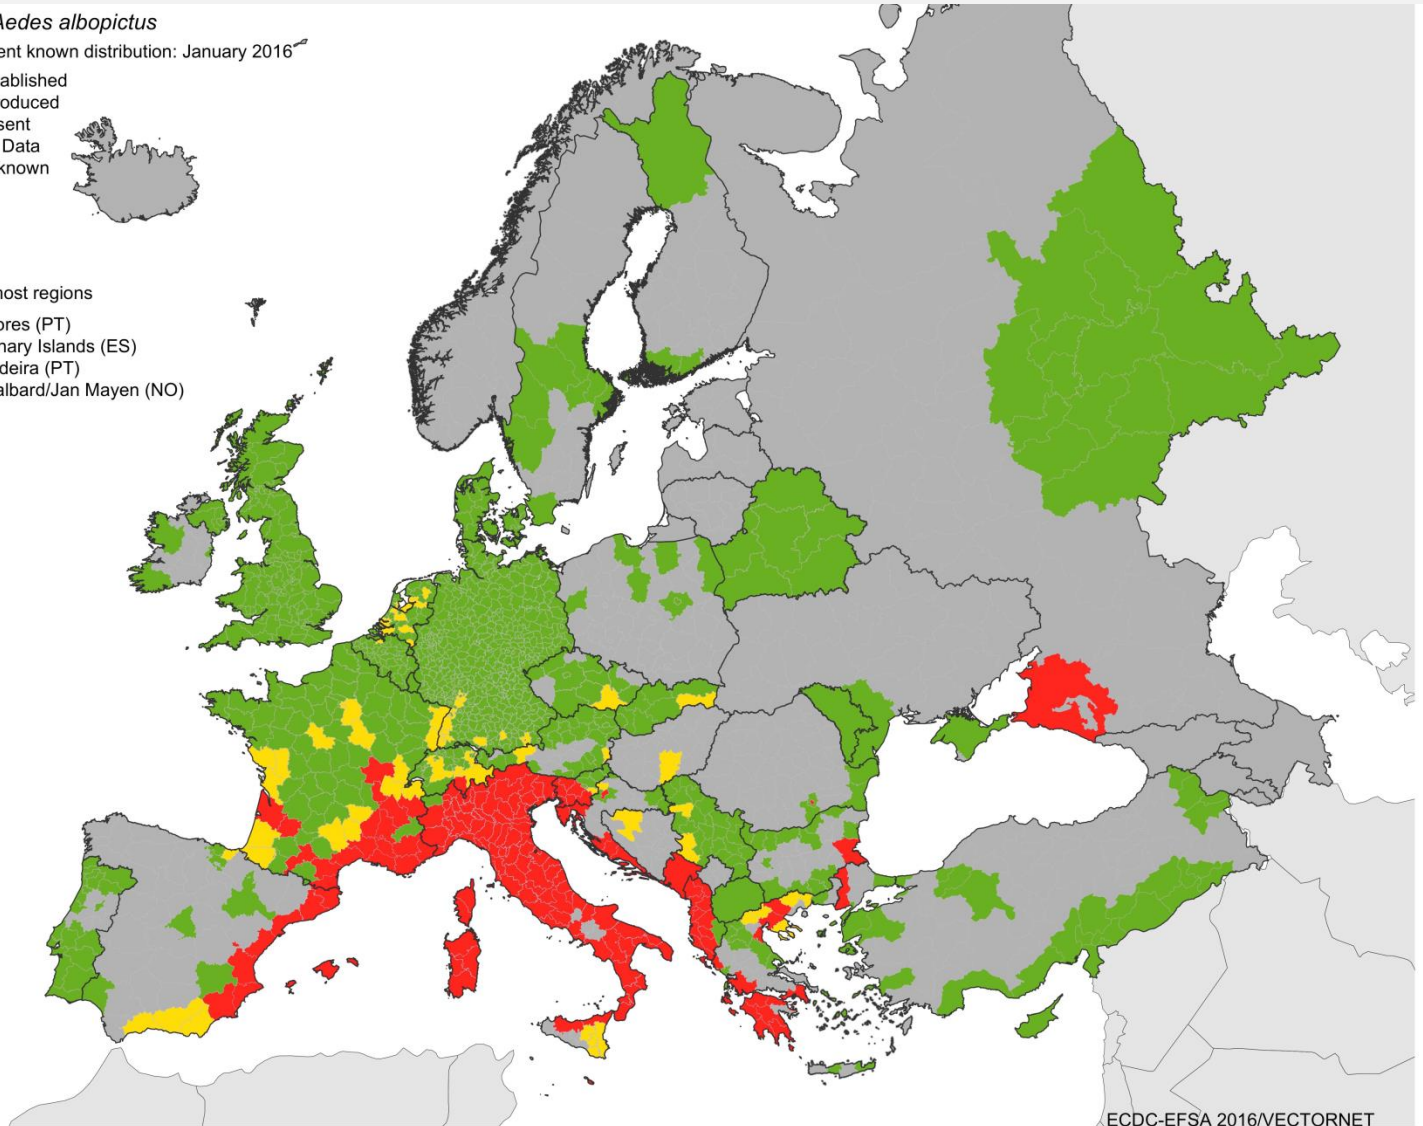 Aedes albopictus
ent known distribution: January 2016
ablished
oduced
sent
Data
known
nost regions
ores (PT)
nary Islands (ES)
deira (PT)
albard/Jan Mayen (NO)
ECDC-EFSA 2016/VECTORNET